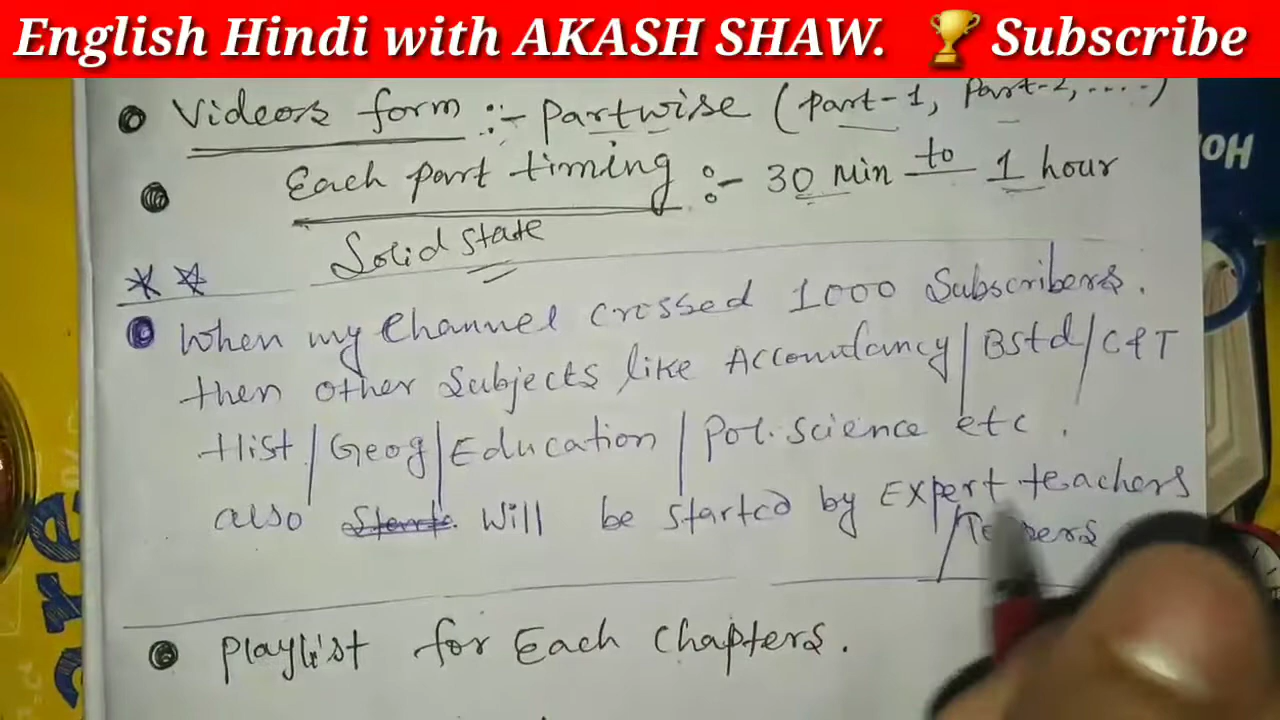 English Hindi with AKASH SHAW. 🏆 Subscribe
Videos form :- Partwise (Part-1, Part-2, ....)
Each part timing :- 30 Min to 1 hour
Solid State
When my Channel crossed 1000 Subscribers.
then other Subjects like Accountancy/BStd/C&T
Hist/Geog/Education/Pol. Science etc.
also will be started by Expert teachers
Playlist for Each Chapters.